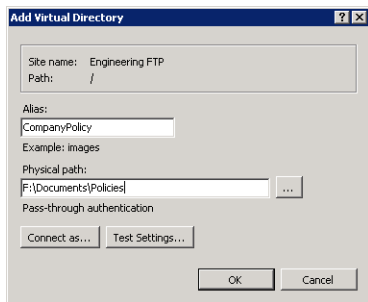 Add Virtual Directory
Site name: Engineering FTP
Path: /
Alias:
CompanyPolicy
Example: images
Physical path:
F:\Documents\Policies
...
Pass-through authentication
Connect as... Test Settings...
OK Cancel